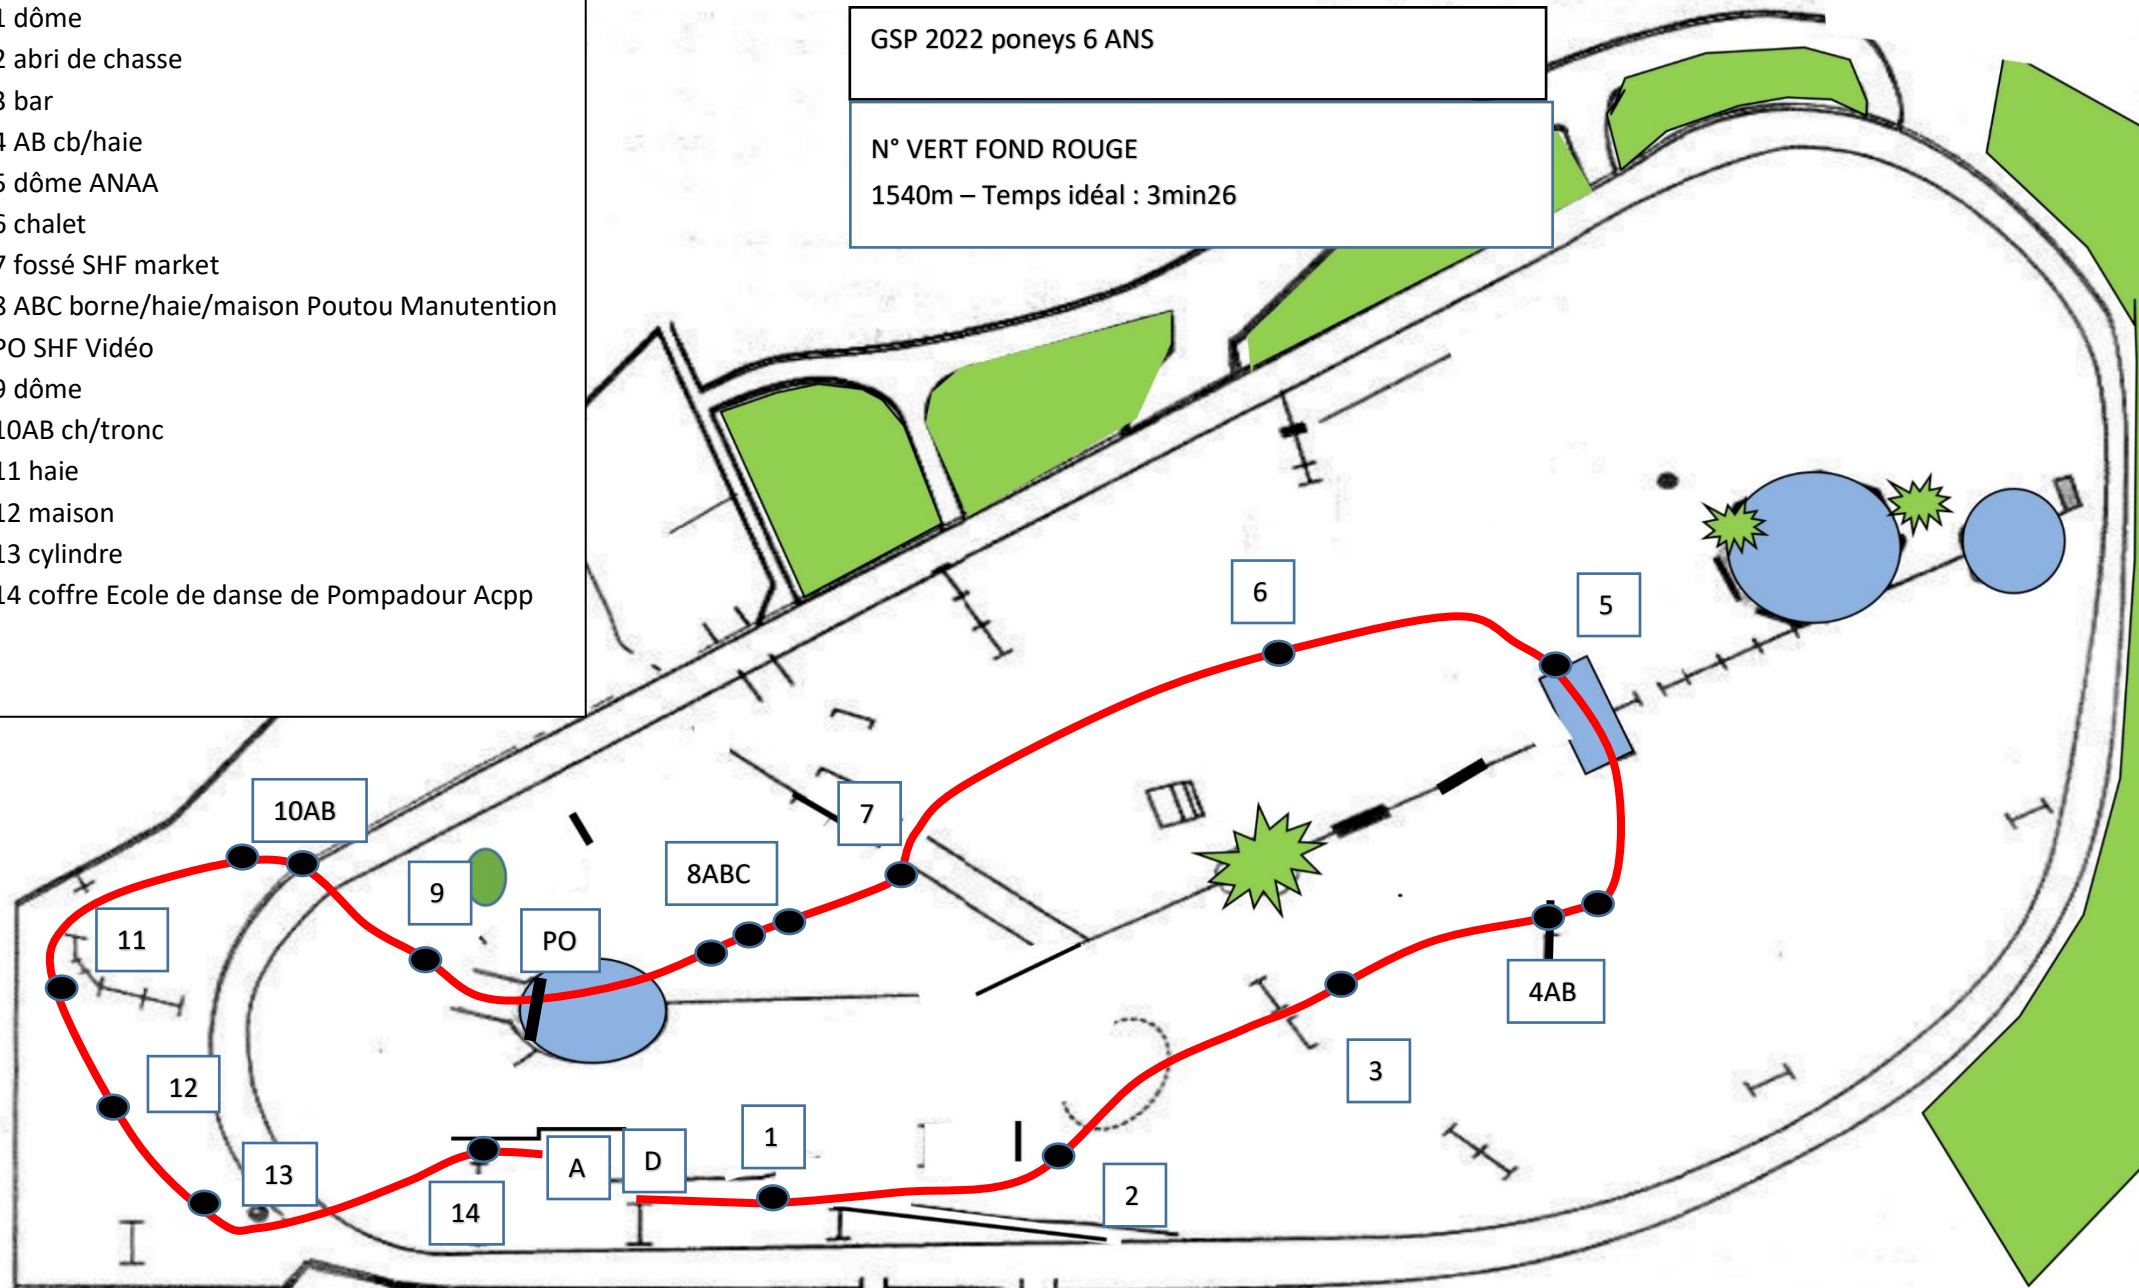 1 dôme
2 abri de chasse
3 bar
4 AB cb/haie
5 dôme ANAA
6 chalet
7 fossé SHF market
8 ABC borne/haie/maison Poutou Manutention
PO SHF Vidéo
9 dôme
10AB ch/tronc
11 haie
12 maison
13 cylindre
14 coffre Ecole de danse de Pompadour Acpp
GSP 2022 poneys 6 ANS
N° VERT FOND ROUGE
1540m – Temps idéal : 3min26
6
5
10AB
7
8ABC
9
PO
11
4AB
3
12
1
A
D
13
2
14